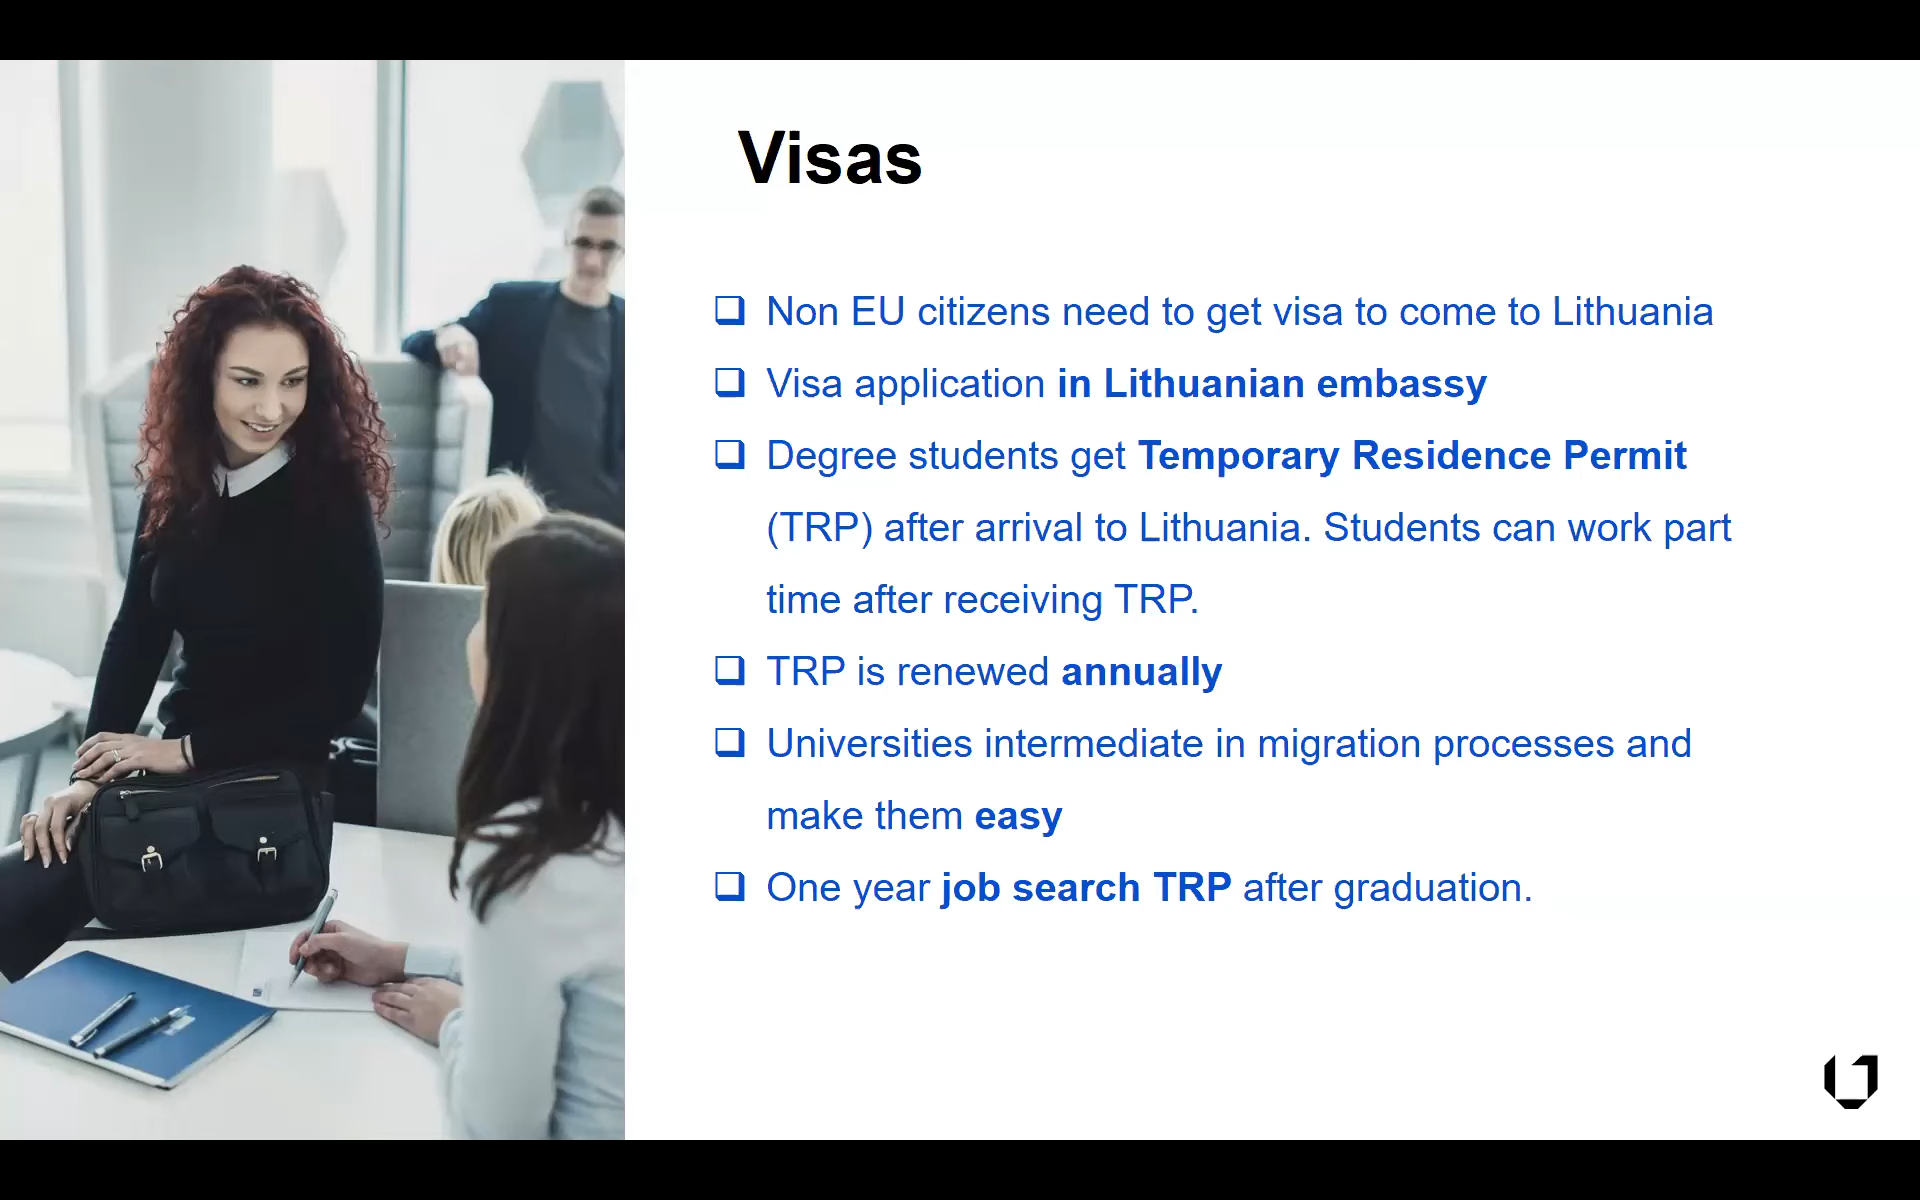 Visas
❑ Non EU citizens need to get visa to come to Lithuania
❑ Visa application in Lithuanian embassy
❑ Degree students get Temporary Residence Permit
(TRP) after arrival to Lithuania. Students can work part
time after receiving TRP.
❑ TRP is renewed annually
❑ Universities intermediate in migration processes and
make them easy
❑ One year job search TRP after graduation.